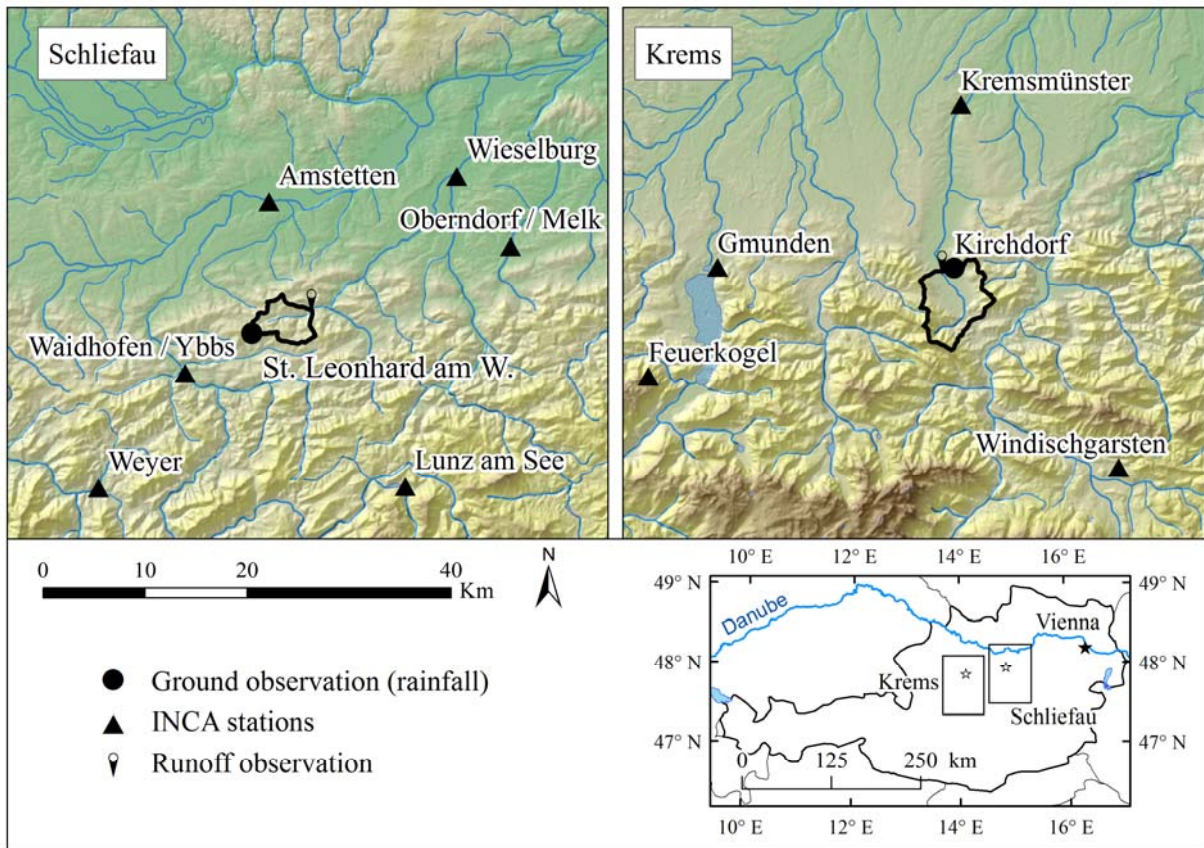 Schliefau
Wieselburg
Amstetten
Oberndorf / Melk
Waidhofen / Ybbs
St. Leonhard am W.
Weyer
Lunz am See
Krems
Kremsmünster
Gmunden
Kirchdorf
Feuerkogel
Windischgarsten
0 10 20 40
Km
N
Ground observation (rainfall)
INCA stations
Runoff observation
10° E 12° E 14° E 16° E
49° N 49° N
Danube
Vienna
48° N 48° N
Krems
Schliefau
47° N 47° N
0 125 250 km
10° E 12° E 14° E 16° E